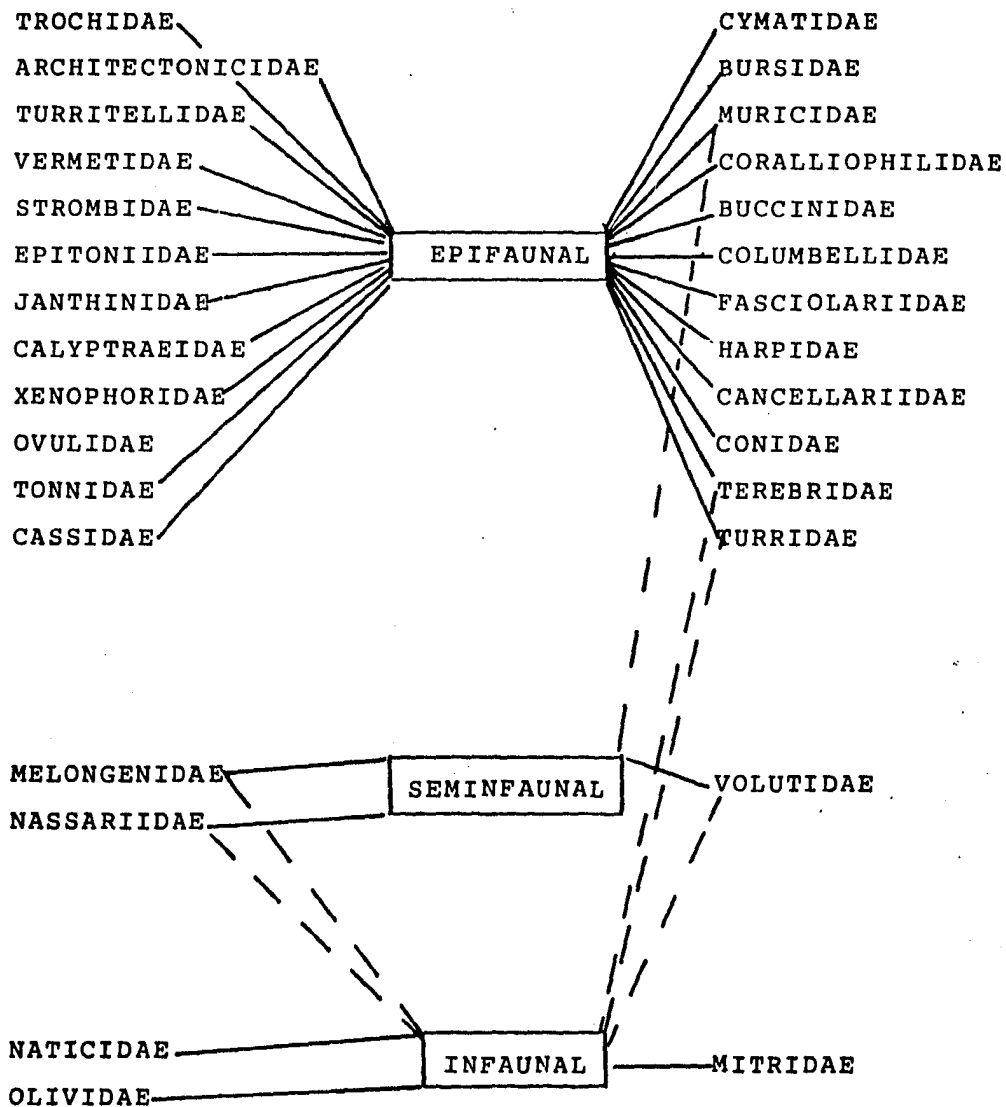 TROCHIDAE
ARCHITECTONICIDAE
TURRITELLIDAE
VERMETIDAE
STROMBIDAE
EPITONIIDAE
JANTHINIDAE
CALYPTRAEIDAE
XENOPHORIDAE
OVULIDAE
TONNIDAE
CASSIDAE
EPIFAUNAL
CYMATIDAE
BURSIDAE
MURICIDAE
CORALLIOPHILIDAE
BUCCINIDAE
COLUMBELLIDAE
FASCIOLARIIDAE
HARPIDAE
CANCELLARIIDAE
CONIDAE
TEREBRIDAE
TURRIDAE
MELONGENIDAE
NASSARIIDAE
SEMINFAUNAL
VOLUTIDAE
NATICIDAE
OLIVIDAE
INFAUNAL
MITRIDAE